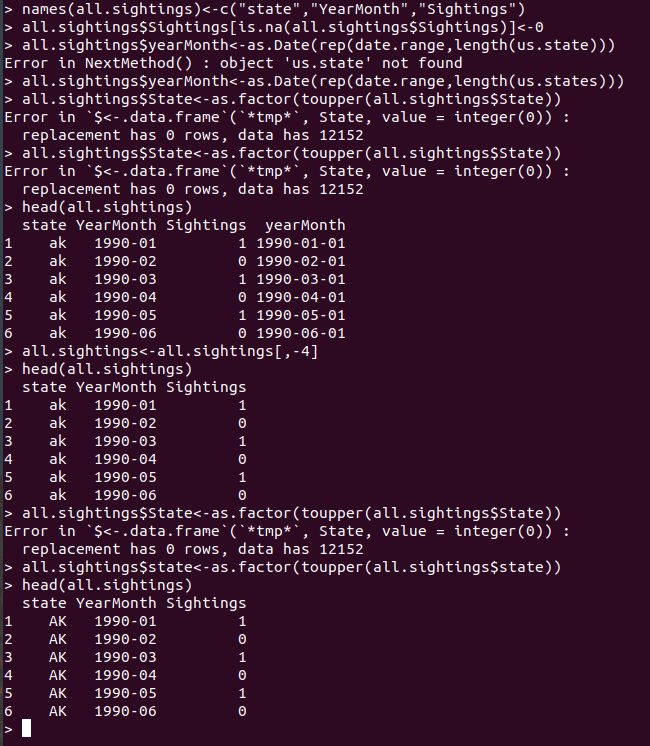 > names(all.sightings)<-c("state","YearMonth","Sightings")
> all.sightings$Sightings[is.na(all.sightings$Sightings)]<-0
> all.sightings$yearMonth<-as.Date(rep(date.range,length(us.state)))
Error in NextMethod() : object 'us.state' not found
> all.sightings$yearMonth<-as.Date(rep(date.range,length(us.states)))
> all.sightings$State<-as.factor(toupper(all.sightings$State))
Error in `$<-.data.frame`(`*tmp*`, State, value = integer(0)) :
  replacement has 0 rows, data has 12152
> all.sightings$State<-as.factor(toupper(all.sightings$State))
Error in `$<-.data.frame`(`*tmp*`, State, value = integer(0)) :
  replacement has 0 rows, data has 12152
> head(all.sightings)
  state YearMonth Sightings  yearMonth
1    ak   1990-01         1 1990-01-01
2    ak   1990-02         0 1990-02-01
3    ak   1990-03         1 1990-03-01
4    ak   1990-04         0 1990-04-01
5    ak   1990-05         1 1990-05-01
6    ak   1990-06         0 1990-06-01
> all.sightings<-all.sightings[,-4]
> head(all.sightings)
  state YearMonth Sightings
1    ak   1990-01         1
2    ak   1990-02         0
3    ak   1990-03         1
4    ak   1990-04         0
5    ak   1990-05         1
6    ak   1990-06         0
> all.sightings$State<-as.factor(toupper(all.sightings$State))
Error in `$<-.data.frame`(`*tmp*`, State, value = integer(0)) :
  replacement has 0 rows, data has 12152
> all.sightings$state<-as.factor(toupper(all.sightings$state))
> head(all.sightings)
  state YearMonth Sightings
1    AK   1990-01         1
2    AK   1990-02         0
3    AK   1990-03         1
4    AK   1990-04         0
5    AK   1990-05         1
6    AK   1990-06         0
>